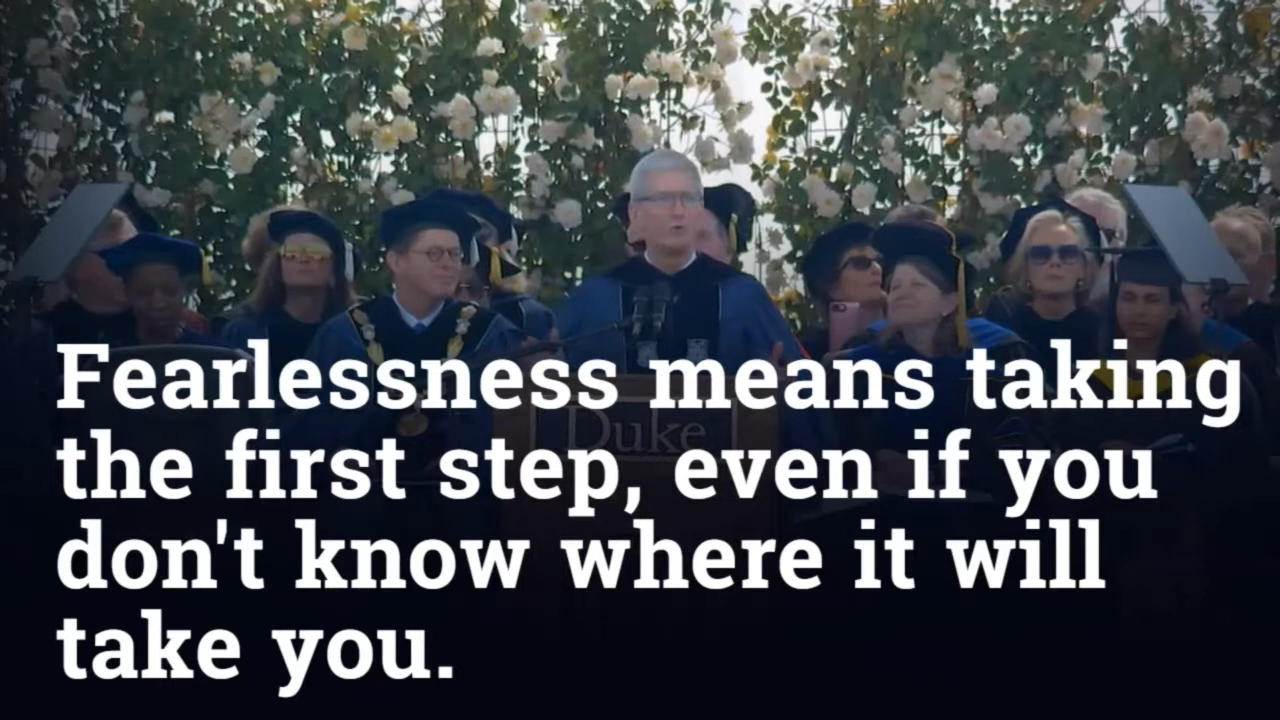 Duke
Fearlessness means taking
the first step, even if you
don't know where it will
take you.